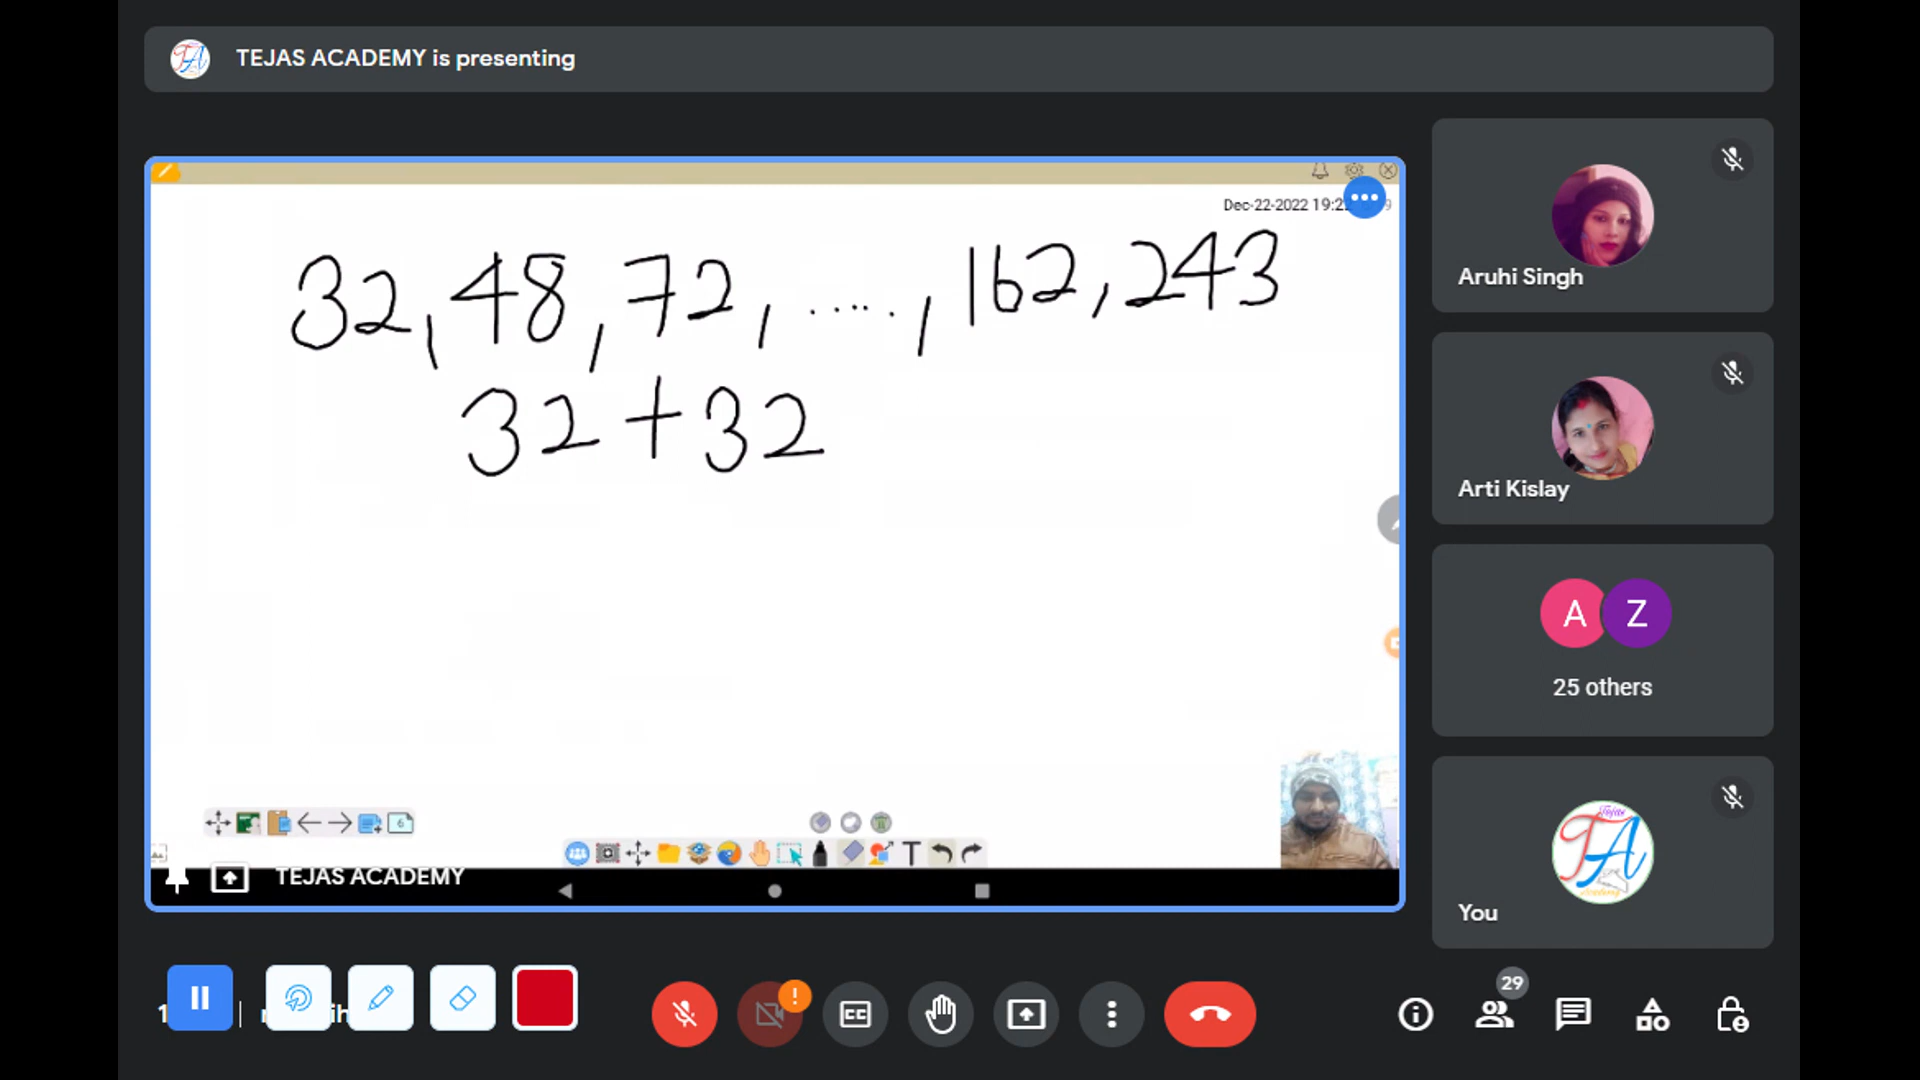 TEJAS ACADEMY is presenting
Dec-22-2022 19:2
32, 48, 72, ....., 162, 243
32 + 32
Aruhi Singh
Arti Kislay
A Z
25 others
TEJAS ACADEMY
You
29